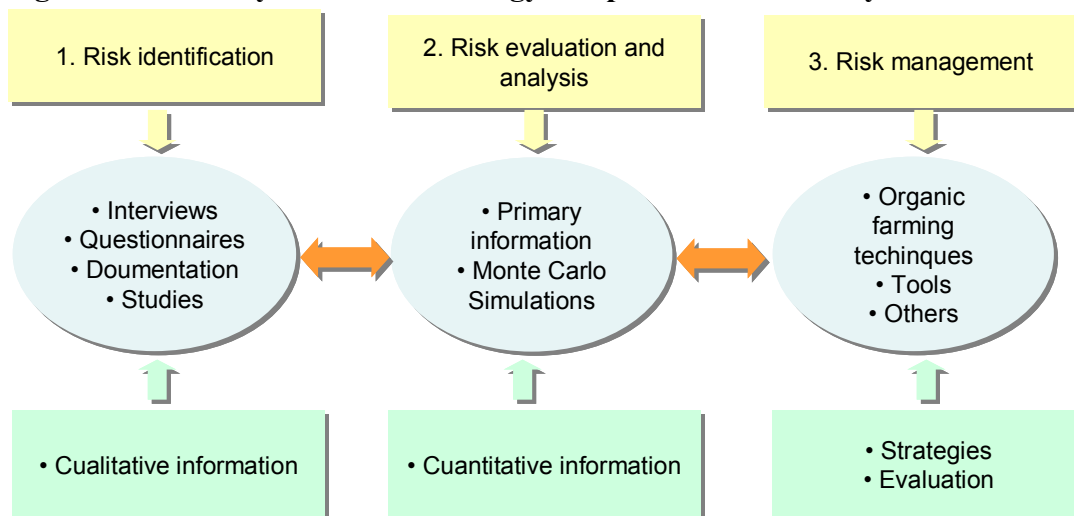 1. Risk identification
2. Risk evaluation and
analysis
3. Risk management
• Interviews
• Questionnaires
• Doumentation
• Studies
• Primary
information
• Monte Carlo
Simulations
• Organic
farming
techinques
• Tools
• Others
• Cualitative information
• Cuantitative information
• Strategies
• Evaluation